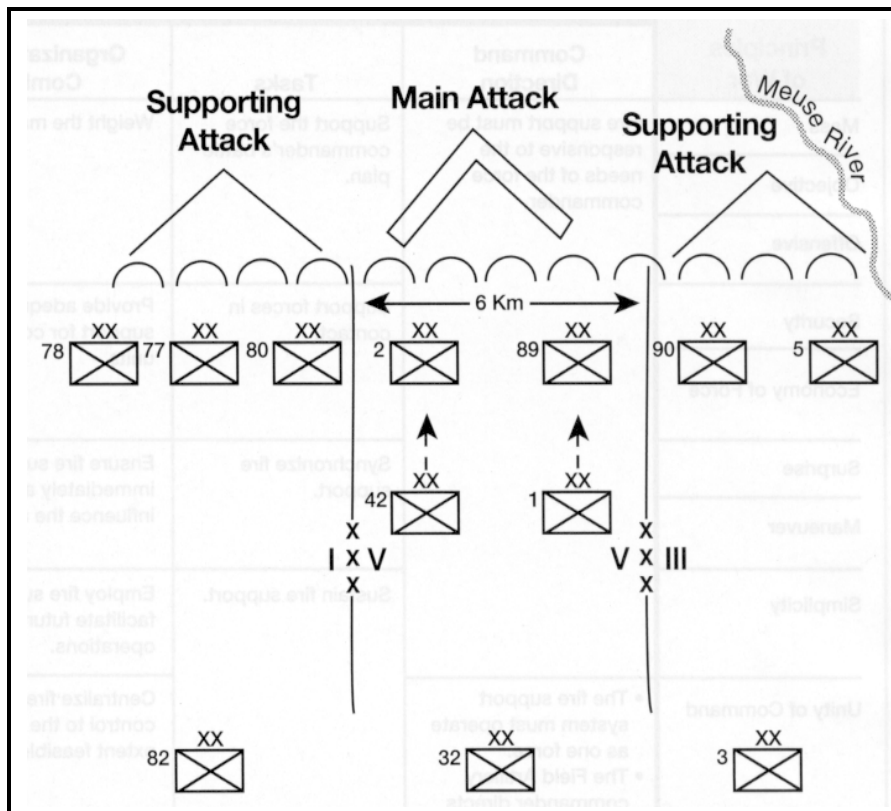 Meuse River
Main Attack
Supporting
Attack
Supporting
Attack
6 Km
XX XX XX XX XX XX XX
78 77 80 2 89 90 5
XX XX
42 1
X X
I X V V X III
X X
XX XX XX
82 32 3